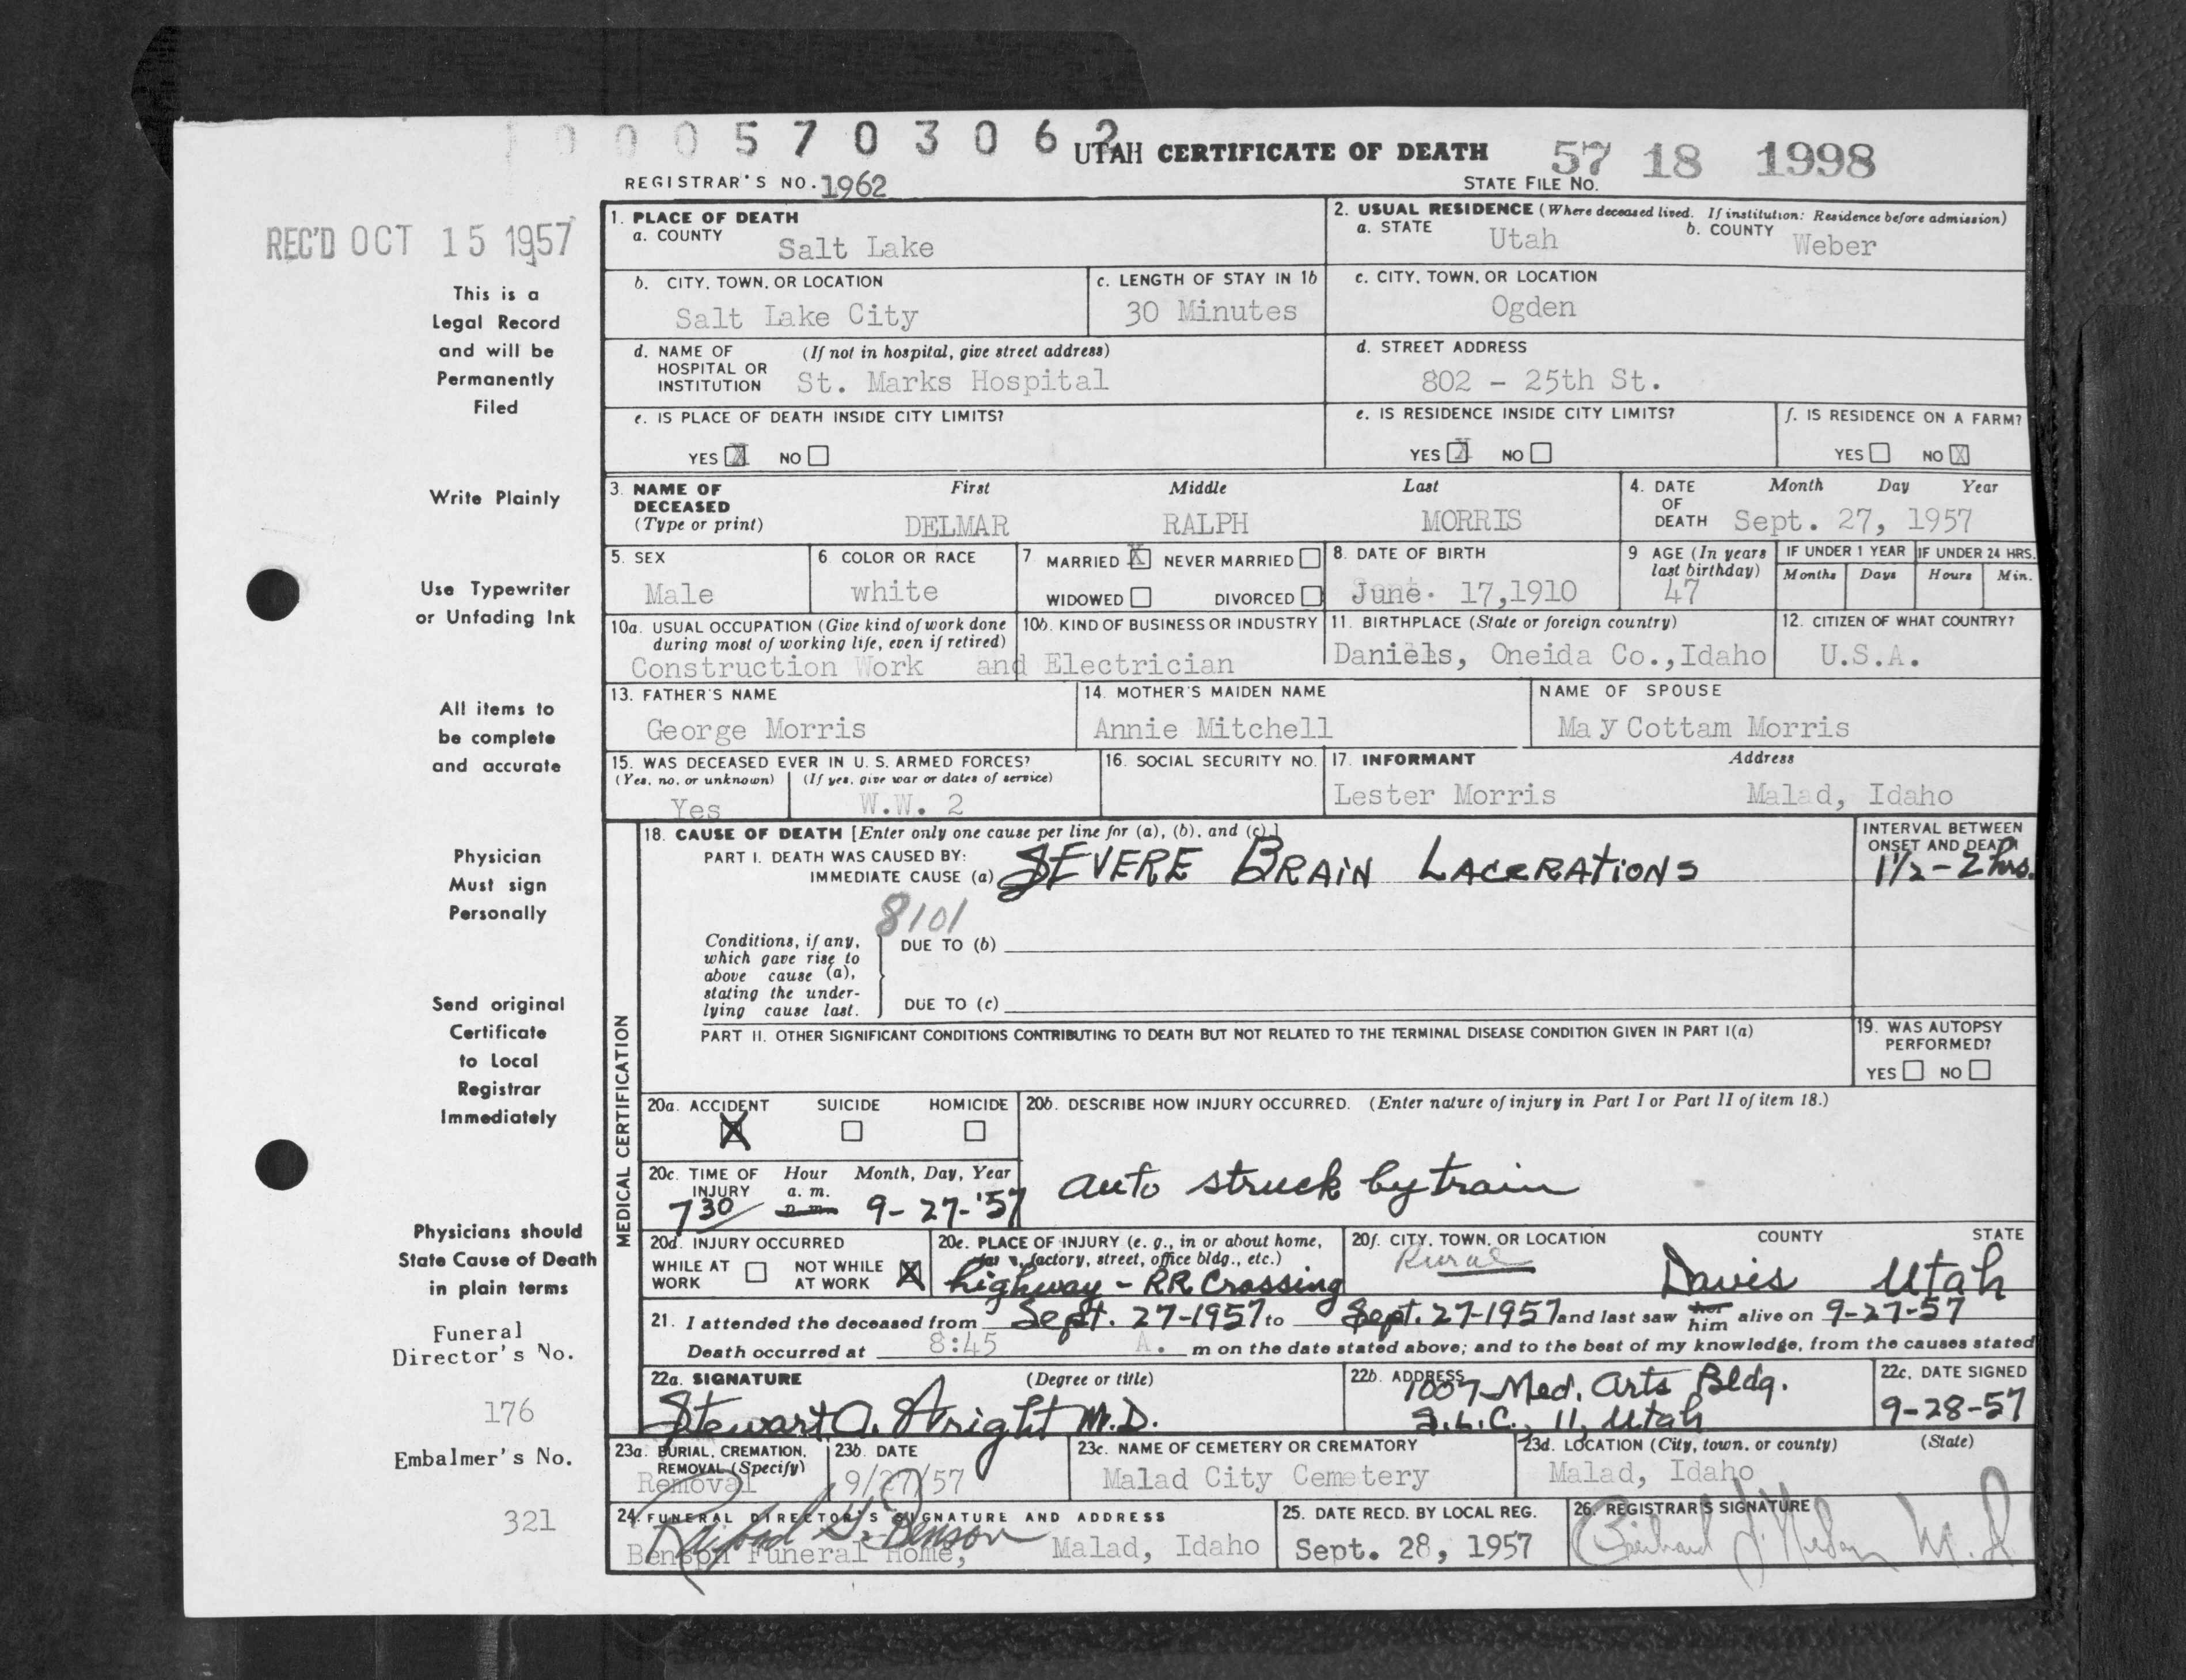 1 0 0 0 5 7 0 3 0 6 2
UTAH CERTIFICATE OF DEATH
57 18 1998
REGISTRAR'S NO. 1962
STATE FILE NO.
REC'D OCT 15 1957
This is a
Legal Record
and will be
Permanently
Filed
Write Plainly
Use Typewriter
or Unfading Ink
All items to
be complete
and accurate
Physician
Must sign
Personally
Send original
Certificate
to Local
Registrar
Immediately
Physicians should
State Cause of Death
in plain terms
Funeral
Director's No.
176
Embalmer's No.
321
1. PLACE OF DEATH
a. COUNTY
Salt Lake
2. USUAL RESIDENCE (Where deceased lived. If institution: Residence before admission)
a. STATE Utah b. COUNTY Weber
b. CITY, TOWN, OR LOCATION
Salt Lake City
c. LENGTH OF STAY IN 1b
30 Minutes
c. CITY, TOWN, OR LOCATION
Ogden
d. NAME OF (If not in hospital, give street address)
HOSPITAL OR
INSTITUTION St. Marks Hospital
d. STREET ADDRESS
802 - 25th St.
e. IS PLACE OF DEATH INSIDE CITY LIMITS?
YES X NO
e. IS RESIDENCE INSIDE CITY LIMITS?
YES X NO
f. IS RESIDENCE ON A FARM?
YES NO X
3. NAME OF First Middle Last
DECEASED
(Type or print) DELMAR RALPH MORRIS
4. DATE Month Day Year
OF
DEATH Sept. 27, 1957
5. SEX
Male
6 COLOR OR RACE
white
7 MARRIED X NEVER MARRIED
WIDOWED DIVORCED
8. DATE OF BIRTH
June 17,1910
9 AGE (In years
last birthday)
47
IF UNDER 1 YEAR
Months Days
IF UNDER 24 HRS.
Hours Min.
10a. USUAL OCCUPATION (Give kind of work done
during most of working life, even if retired)
10b. KIND OF BUSINESS OR INDUSTRY
Construction Work and Electrician
11. BIRTHPLACE (State or foreign country)
Daniels, Oneida Co., Idaho
12. CITIZEN OF WHAT COUNTRY?
U.S.A.
13. FATHER'S NAME
George Morris
14. MOTHER'S MAIDEN NAME
Annie Mitchell
NAME OF SPOUSE
May Cottam Morris
15. WAS DECEASED EVER IN U. S. ARMED FORCES?
(Yes, no, or unknown) (If yes, give war or dates of service)
Yes W.W. 2
16. SOCIAL SECURITY NO.
17. INFORMANT Address
Lester Morris Malad, Idaho
MEDICAL CERTIFICATION
18. CAUSE OF DEATH [Enter only one cause per line for (a), (b), and (c).]
PART I. DEATH WAS CAUSED BY:
IMMEDIATE CAUSE (a) SEVERE BRAIN LACERATIONS
INTERVAL BETWEEN
ONSET AND DEATH
1½-2 hrs.
8101
Conditions, if any,
which gave rise to
above cause (a),
stating the under-
lying cause last.
DUE TO (b)
DUE TO (c)
PART II. OTHER SIGNIFICANT CONDITIONS CONTRIBUTING TO DEATH BUT NOT RELATED TO THE TERMINAL DISEASE CONDITION GIVEN IN PART I(a)
19. WAS AUTOPSY
PERFORMED?
YES NO
20a. ACCIDENT SUICIDE HOMICIDE
X
20b. DESCRIBE HOW INJURY OCCURRED. (Enter nature of injury in Part I or Part II of item 18.)
auto struck by train
20c. TIME OF Hour Month, Day, Year
INJURY a. m.
730 p. m. 9-27-'57
20d. INJURY OCCURRED
WHILE AT NOT WHILE
WORK AT WORK X
20e. PLACE OF INJURY (e. g., in or about home,
farm, factory, street, office bldg., etc.)
highway - RR Crossing
20f. CITY, TOWN, OR LOCATION COUNTY STATE
Rural Davis Utah
21. I attended the deceased from Sept. 27-1957 to Sept. 27-1957 and last saw her him alive on 9-27-57
Death occurred at 8:45 A. m on the date stated above; and to the best of my knowledge, from the causes stated
22a. SIGNATURE (Degree or title)
Stewart A. Wright M.D.
22b. ADDRESS
1007 Med. Arts Bldg.
S.L.C. 11, Utah
22c. DATE SIGNED
9-28-57
23a. BURIAL, CREMATION,
REMOVAL (Specify)
Removal
23b. DATE
9/27/57
23c. NAME OF CEMETERY OR CREMATORY
Malad City Cemetery
23d. LOCATION (City, town, or county) (State)
Malad, Idaho
24. FUNERAL DIRECTOR'S SIGNATURE AND ADDRESS
Benson
Benson Funeral Home, Malad, Idaho
25. DATE RECD. BY LOCAL REG.
Sept. 28, 1957
26. REGISTRAR'S SIGNATURE
M.D.